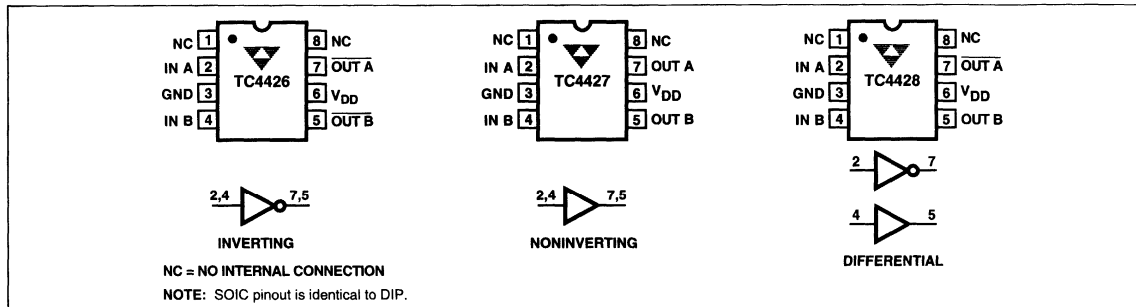 NC 1 8 NC
IN A 2 7 OUT A
GND 3 6 VDD
IN B 4 5 OUT B
TC4426
2,4 7,5
INVERTING
NC = NO INTERNAL CONNECTION
NOTE: SOIC pinout is identical to DIP.
NC 1 8 NC
IN A 2 7 OUT A
GND 3 6 VDD
IN B 4 5 OUT B
TC4427
2,4 7,5
NONINVERTING
NC 1 8 NC
IN A 2 7 OUT A
GND 3 6 VDD
IN B 4 5 OUT B
TC4428
2 7
4 5
DIFFERENTIAL